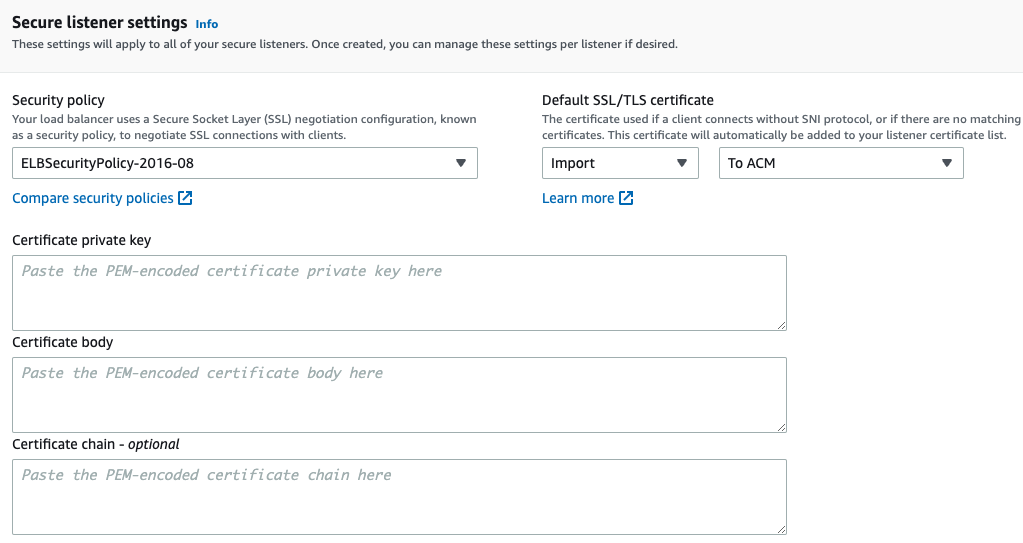 Secure listener settings Info
These settings will apply to all of your secure listeners. Once created, you can manage these settings per listener if desired.
Security policy
Your load balancer uses a Secure Socket Layer (SSL) negotiation configuration, known
as a security policy, to negotiate SSL connections with clients.
ELBSecurityPolicy-2016-08
Compare security policies
Default SSL/TLS certificate
The certificate used if a client connects without SNI protocol, or if there are no matching
certificates. This certificate will automatically be added to your listener certificate list.
Import
To ACM
Learn more
Certificate private key
Paste the PEM-encoded certificate private key here
Certificate body
Paste the PEM-encoded certificate body here
Certificate chain - optional
Paste the PEM-encoded certificate chain here